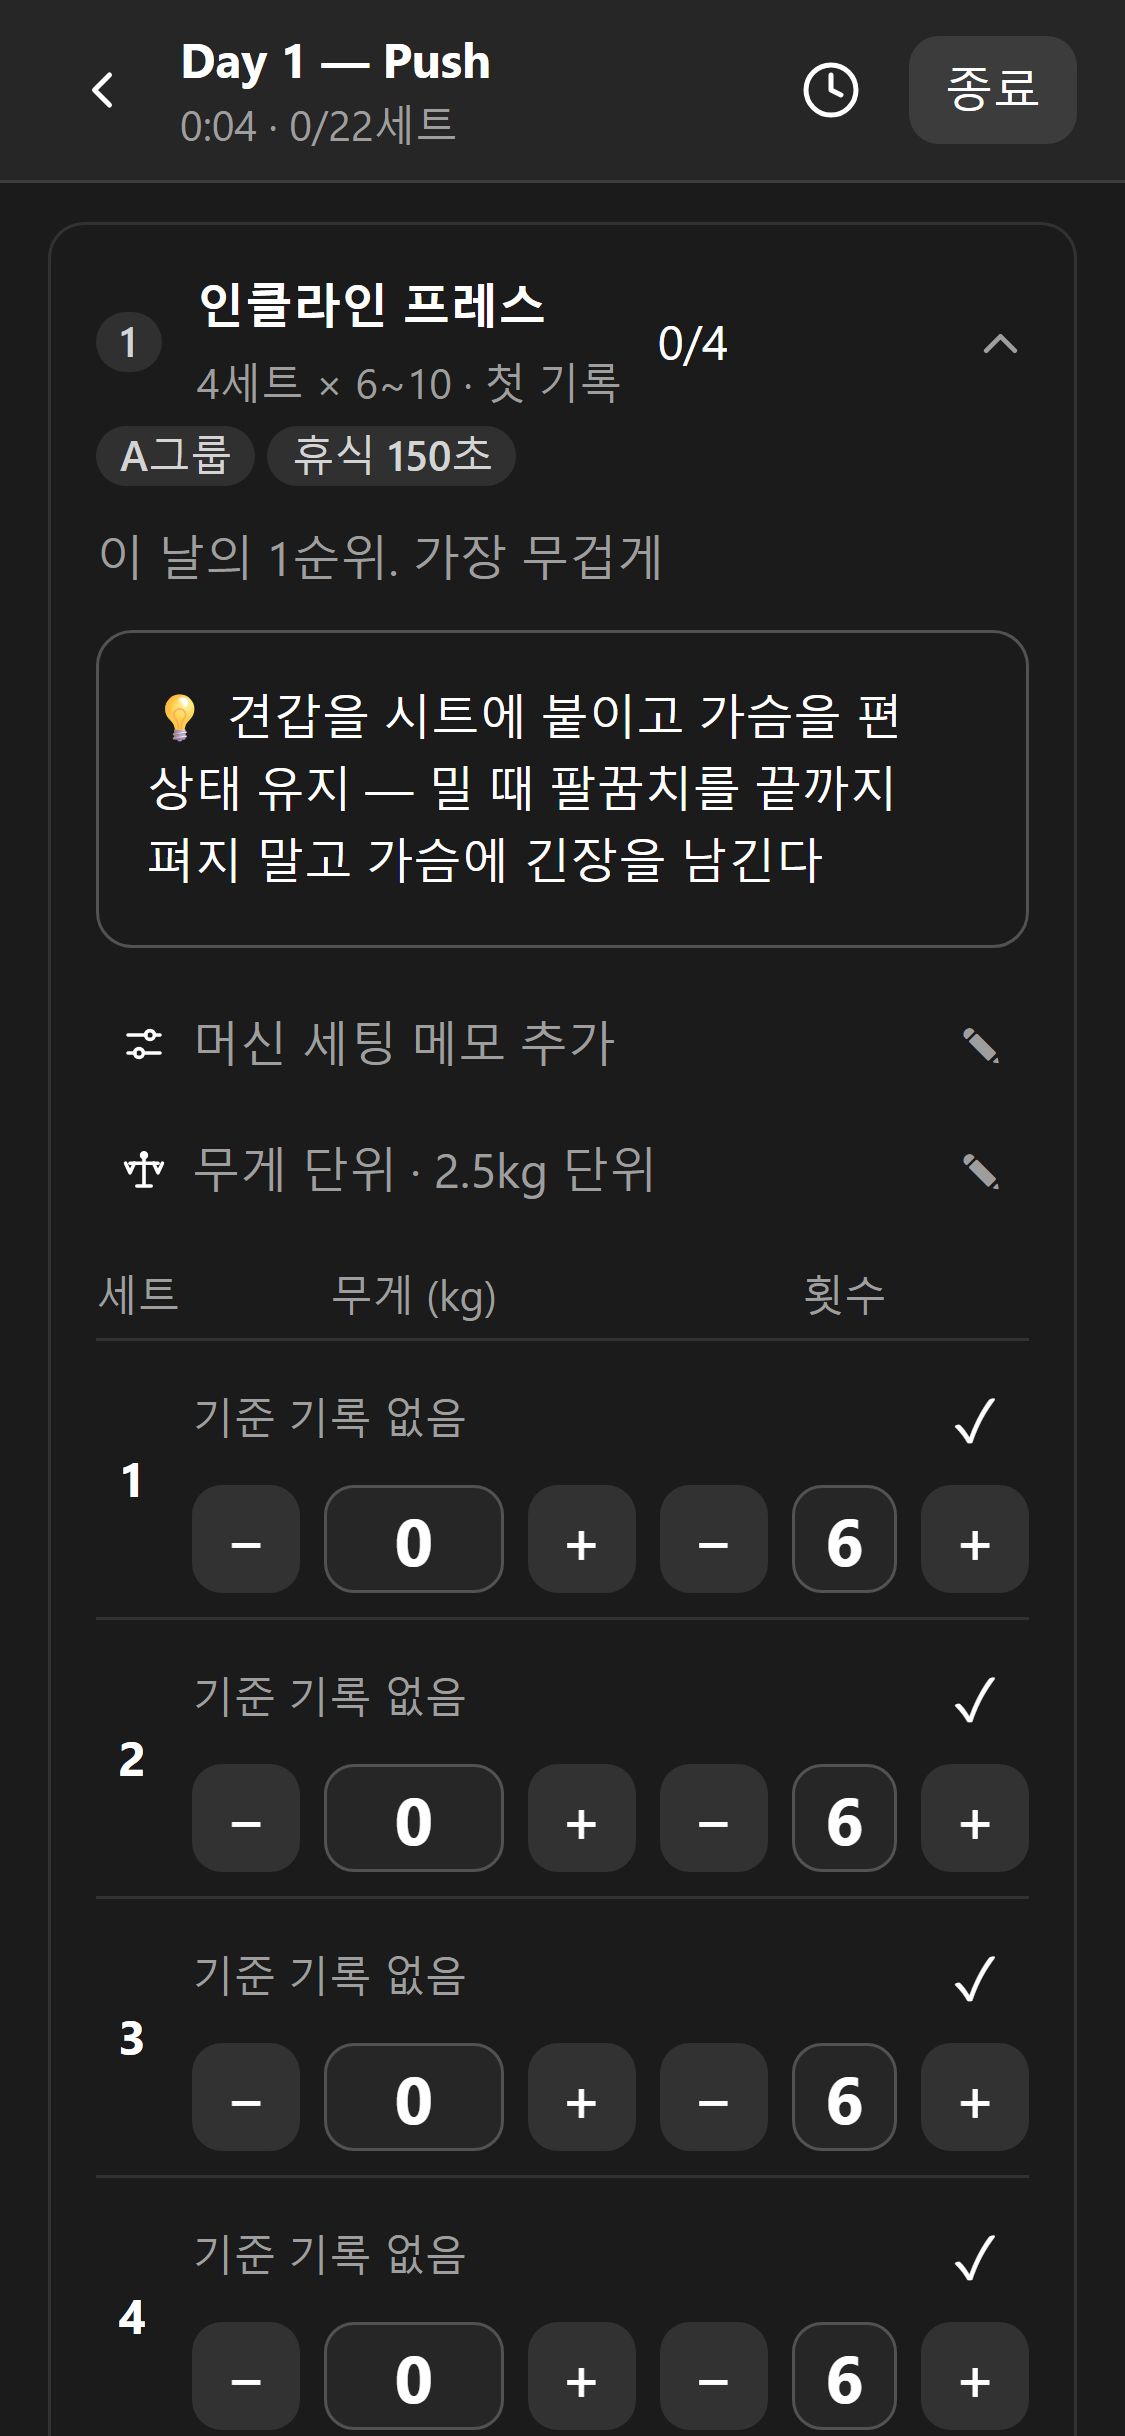 Day 1 — Push
0:04 · 0/22세트
종료
1
인클라인 프레스
4세트 × 6~10 · 첫 기록
0/4
A그룹
휴식 150초
이 날의 1순위. 가장 무겁게
💡 견갑을 시트에 붙이고 가슴을 편
상태 유지 — 밀 때 팔꿈치를 끝까지
펴지 말고 가슴에 긴장을 남긴다
머신 세팅 메모 추가
무게 단위 · 2.5kg 단위
세트 무게 (kg) 횟수
기준 기록 없음 ✓
1
− 0 + − 6 +
기준 기록 없음 ✓
2
− 0 + − 6 +
기준 기록 없음 ✓
3
− 0 + − 6 +
기준 기록 없음 ✓
4
− 0 + − 6 +